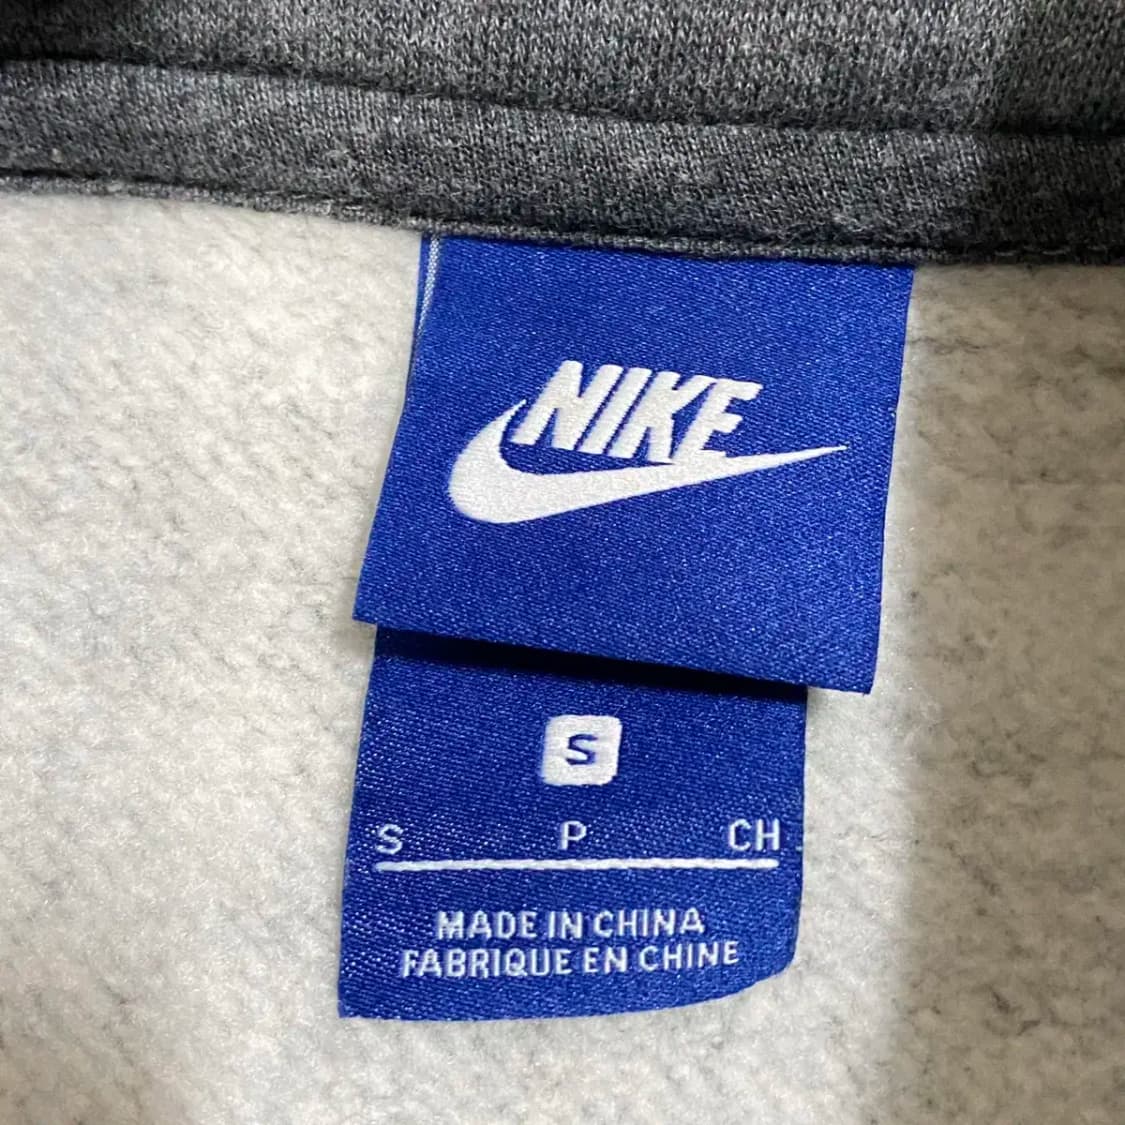 NIKE
S
S P CH
MADE IN CHINA
FABRIQUE EN CHINE